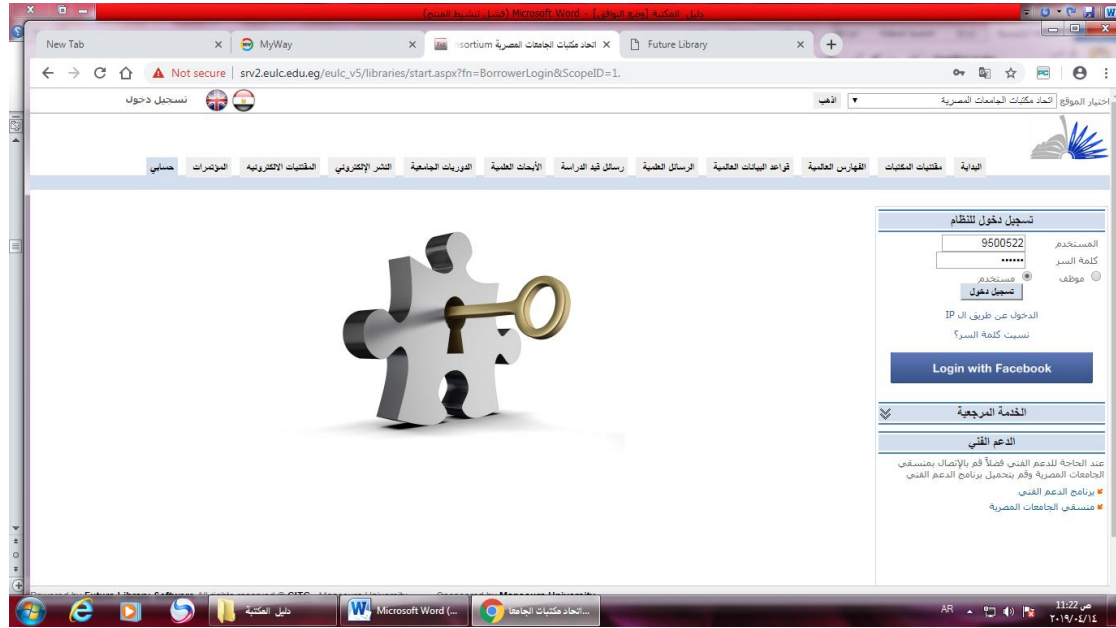 دليل المكتبة [وضع التوافق] - Microsoft Word (فشل تنشيط المنتج)
New Tab
MyWay
اتحاد مكتبات الجامعات المصرية nsortium
Future Library
Not secure | srv2.eulc.edu.eg/eulc_v5/libraries/start.aspx?fn=BorrowerLogin&ScopeID=1.
اختيار الموقع اتحاد مكتبات الجامعات المصرية اذهب
تسجيل دخول
البداية مقتنيات المكتبات الفهارس العالمية قواعد البيانات العالمية الرسائل العلمية رسائل قيد الدراسة الأبحاث العلمية الدوريات الجامعية النشر الإلكتروني المقتنيات الالكترونيه المؤتمرات حسابي
تسجيل دخول للنظام
المستخدم 9500522
كلمة السر ••••••
موظف مستخدم
تسجيل دخول
الدخول عن طريق ال IP
نسيت كلمة السر؟
Login with Facebook
الخدمة المرجعية
الدعم الفني
عند الحاجة للدعم الفني فضلاً قم بالإتصال بمنسقي
الجامعات المصرية وقم بتحميل برنامج الدعم الفني
برنامج الدعم الفني
منسقي الجامعات المصرية
دليل المكتبة
Microsoft Word (...
اتحاد مكتبات الجامعا...
AR
11:22 ص
٢٠١٩/٠٤/١٤